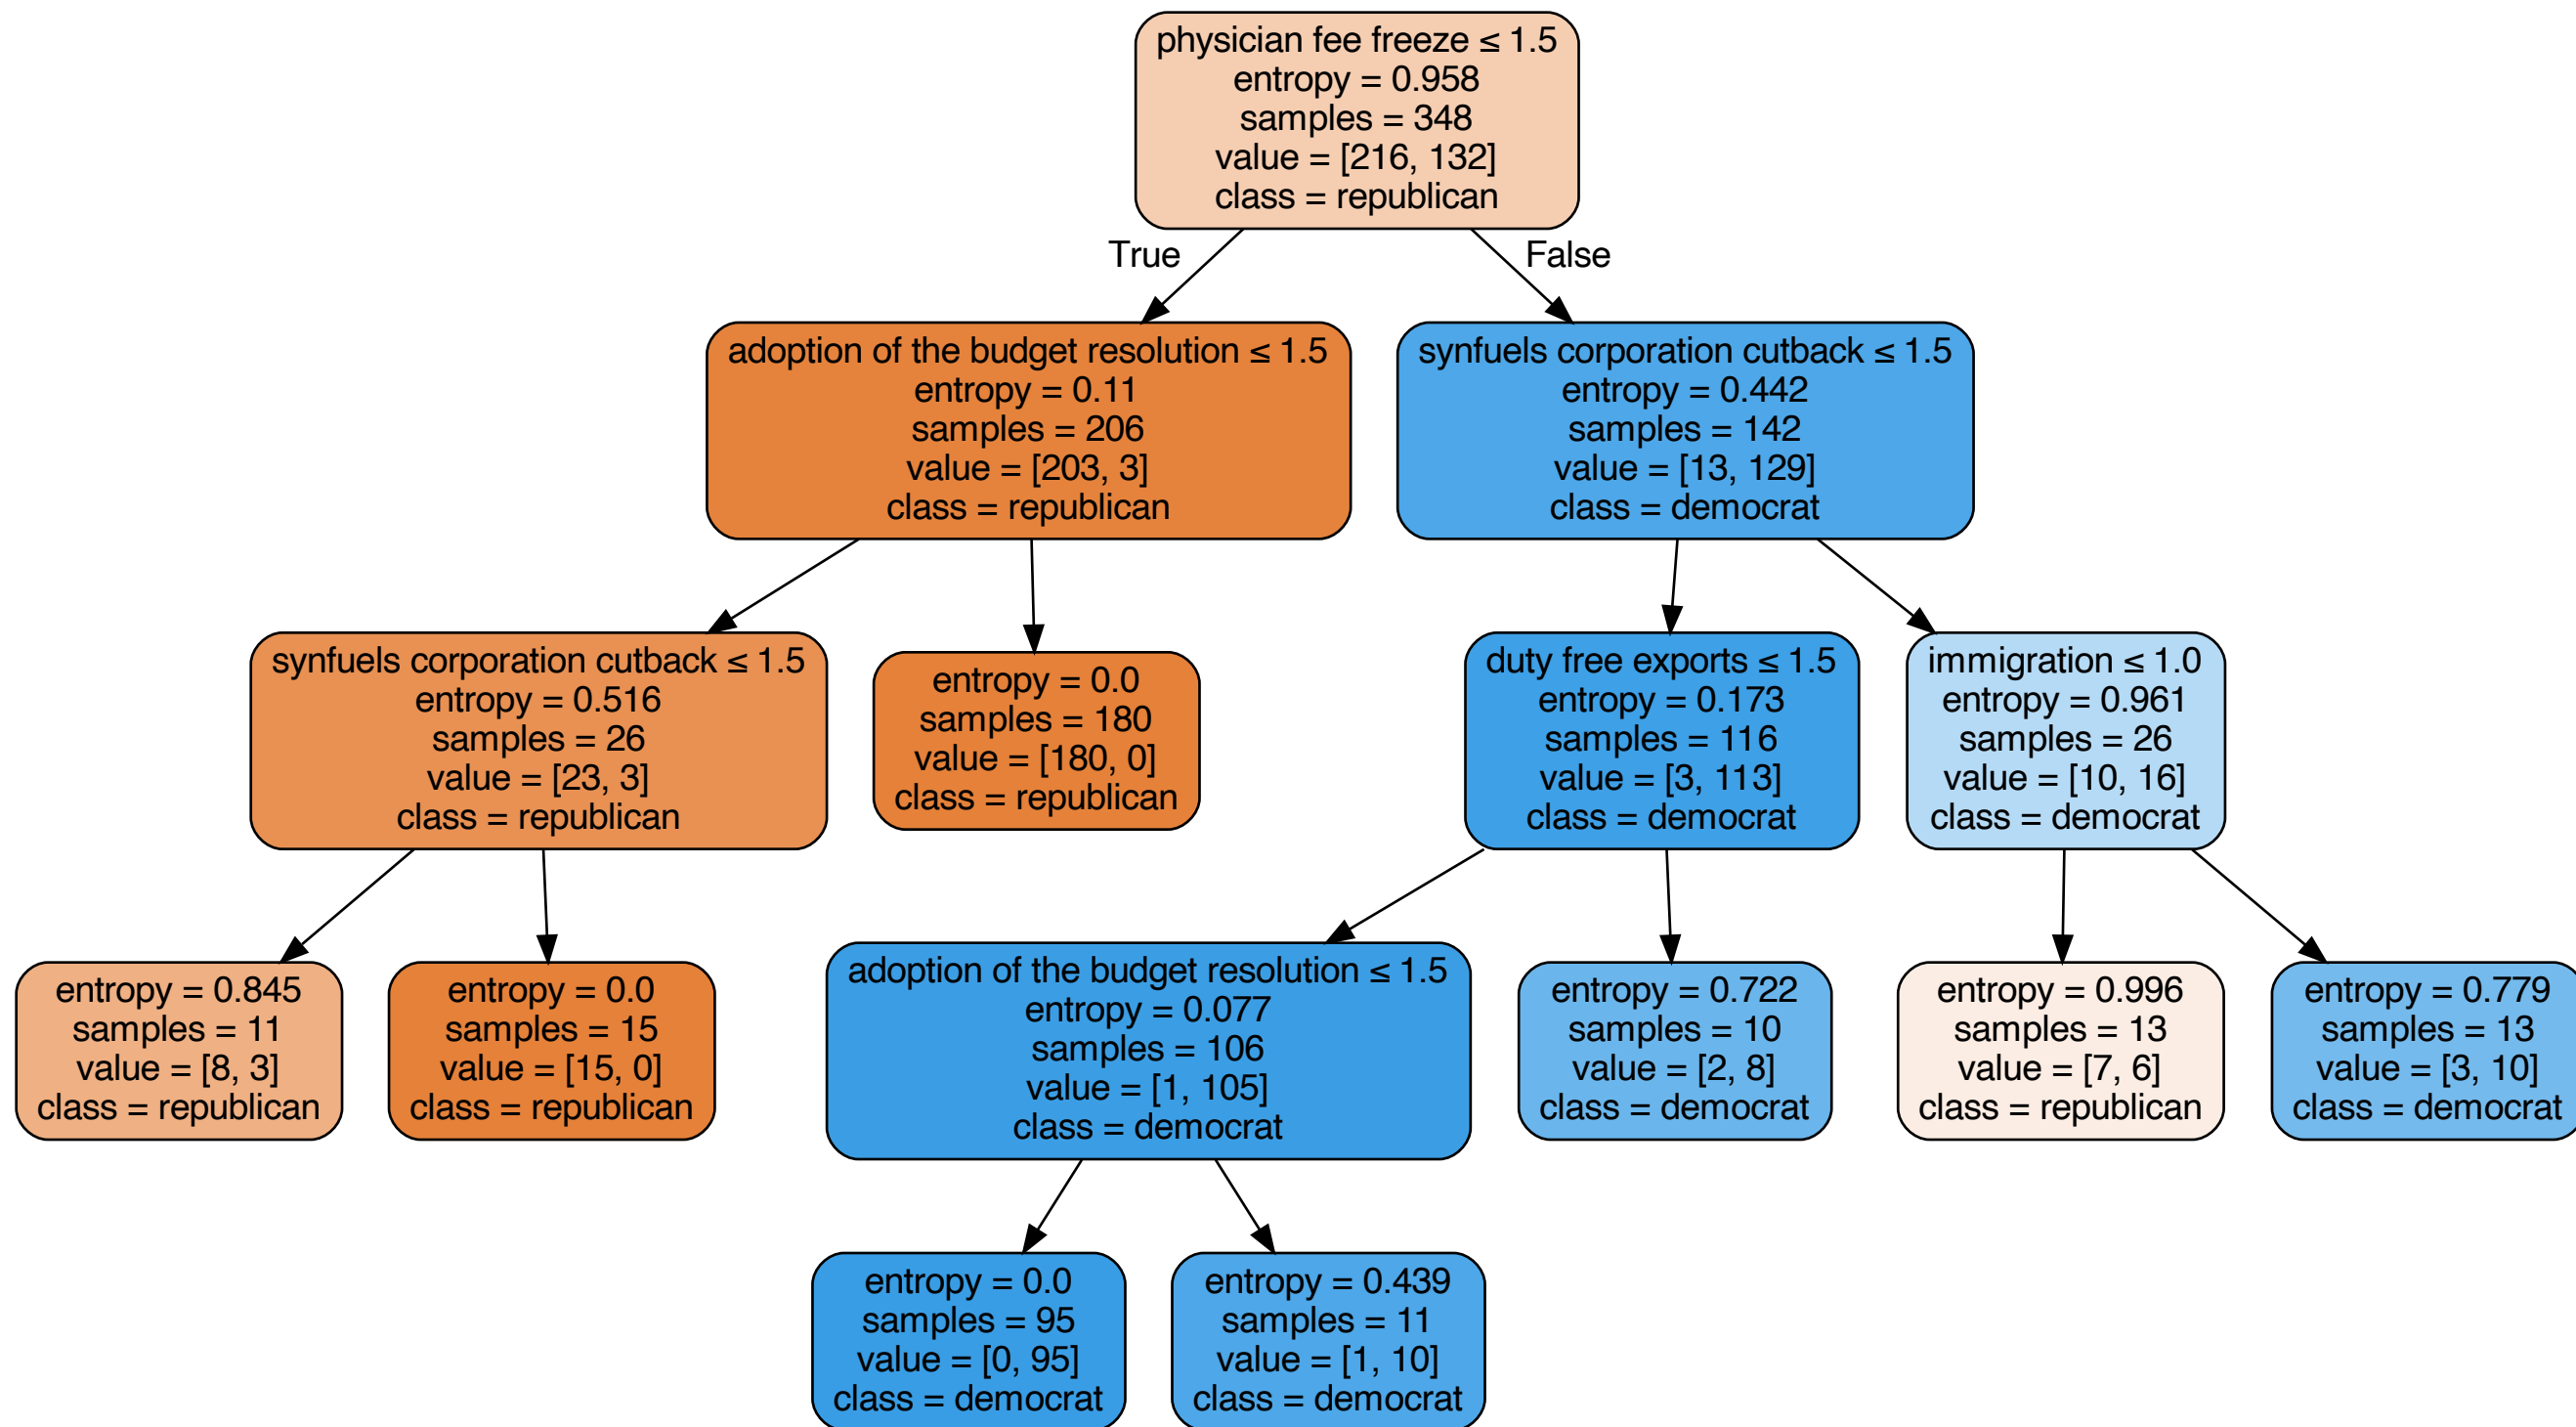 physician fee freeze ≤ 1.5
entropy = 0.958
samples = 348
value = [216, 132]
class = republican
True
False
adoption of the budget resolution ≤ 1.5
entropy = 0.11
samples = 206
value = [203, 3]
class = republican
synfuels corporation cutback ≤ 1.5
entropy = 0.442
samples = 142
value = [13, 129]
class = democrat
synfuels corporation cutback ≤ 1.5
entropy = 0.516
samples = 26
value = [23, 3]
class = republican
entropy = 0.0
samples = 180
value = [180, 0]
class = republican
duty free exports ≤ 1.5
entropy = 0.173
samples = 116
value = [3, 113]
class = democrat
immigration ≤ 1.0
entropy = 0.961
samples = 26
value = [10, 16]
class = democrat
entropy = 0.845
samples = 11
value = [8, 3]
class = republican
entropy = 0.0
samples = 15
value = [15, 0]
class = republican
adoption of the budget resolution ≤ 1.5
entropy = 0.077
samples = 106
value = [1, 105]
class = democrat
entropy = 0.722
samples = 10
value = [2, 8]
class = democrat
entropy = 0.996
samples = 13
value = [7, 6]
class = republican
entropy = 0.779
samples = 13
value = [3, 10]
class = democrat
entropy = 0.0
samples = 95
value = [0, 95]
class = democrat
entropy = 0.439
samples = 11
value = [1, 10]
class = democrat